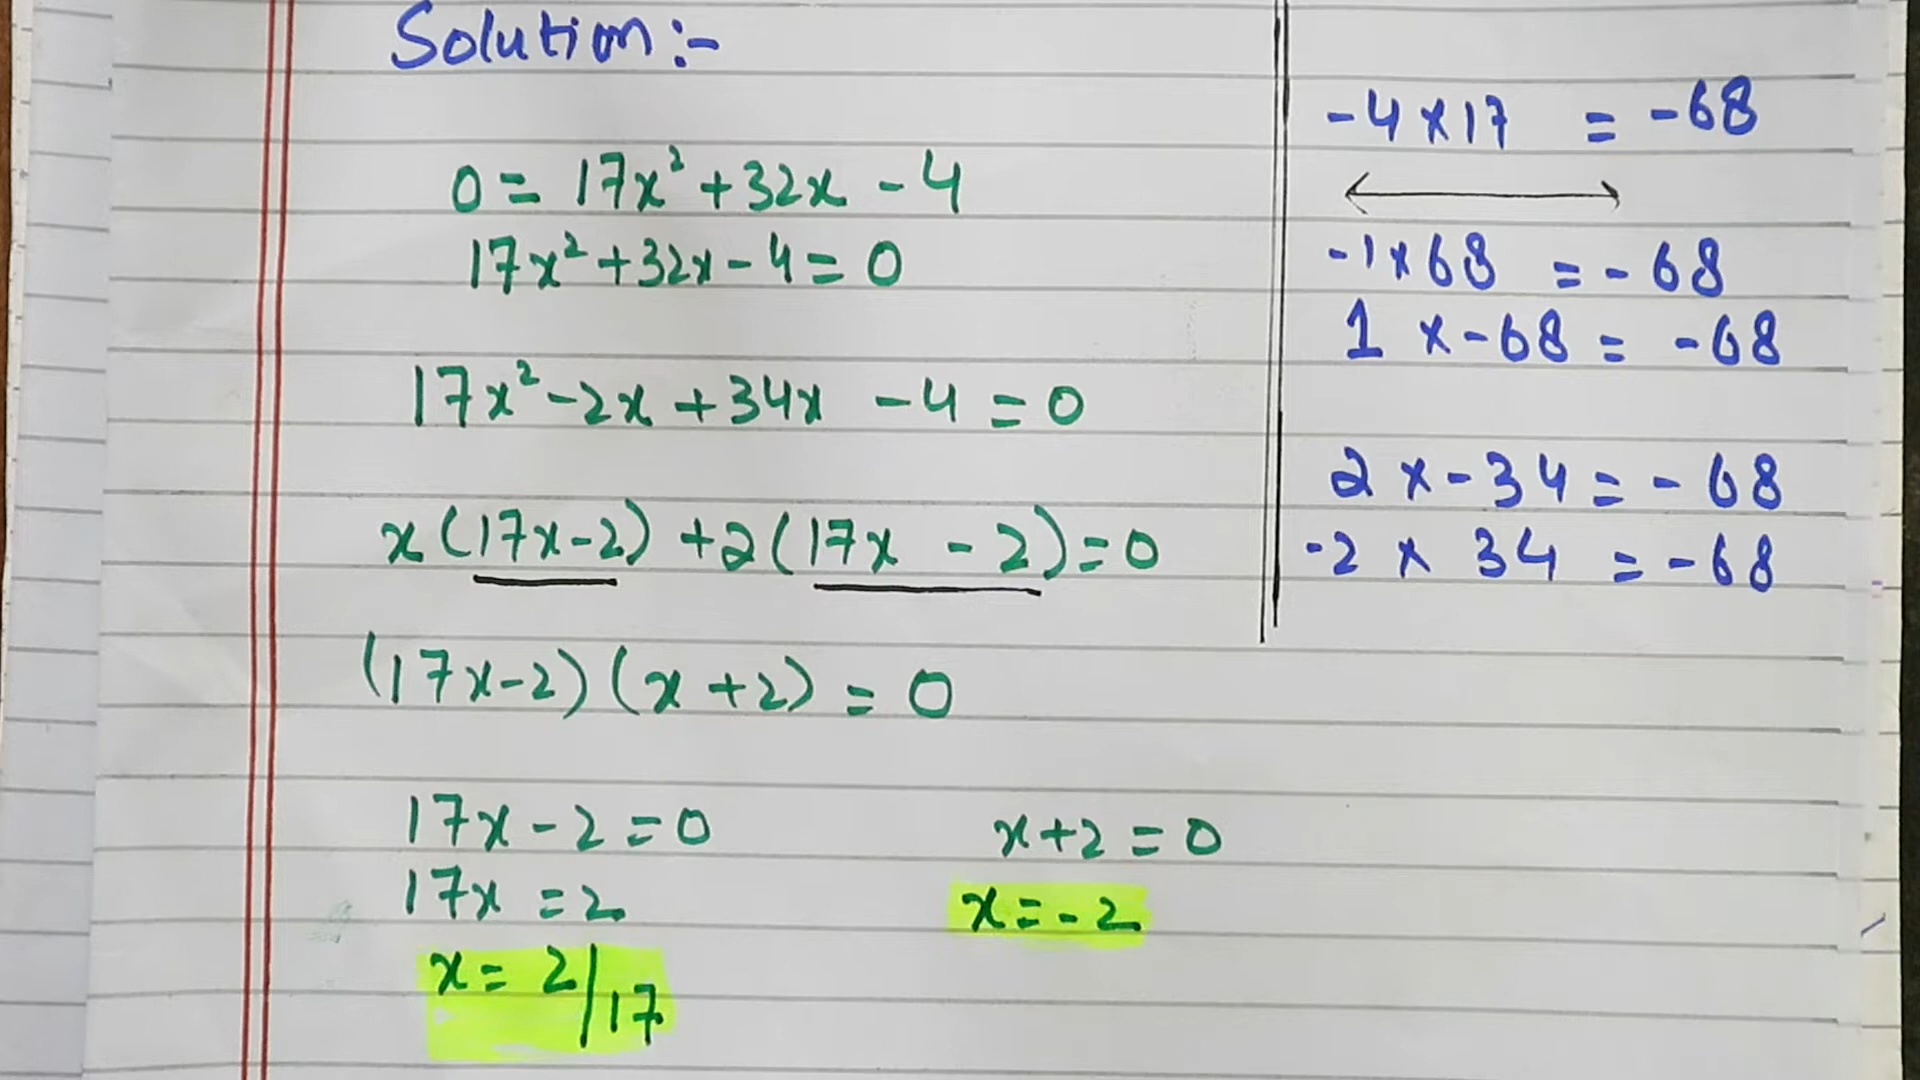 Solution:-
0 = 17x² + 32x - 4
17x² + 32x - 4 = 0
17x² - 2x + 34x - 4 = 0
x(17x-2) + 2(17x - 2) = 0
(17x-2)(x+2) = 0
17x - 2 = 0
17x = 2
x = 2/17
x + 2 = 0
x = -2
-4 x 17 = -68
-1 x 68 = -68
1 x -68 = -68
2 x -34 = -68
-2 x 34 = -68